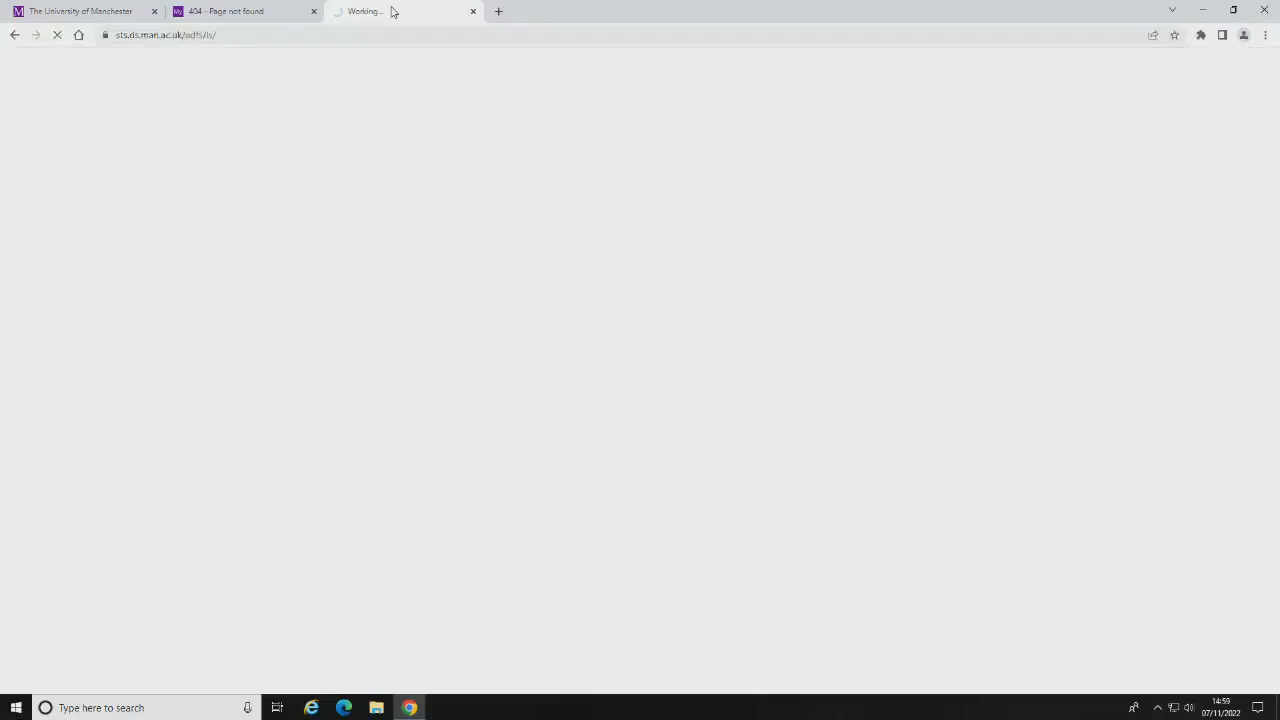 The University of Manchester
404 - Page not found
Working...
sts.ds.man.ac.uk/adfs/ls/
Type here to search
14:59
07/11/2022